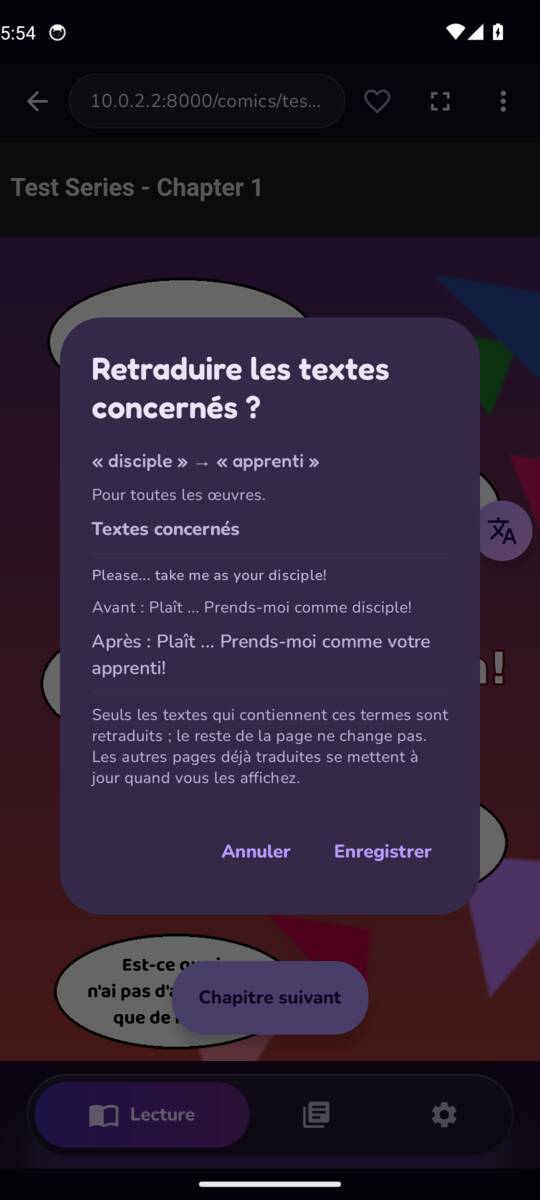 5:54
10.0.2.2:8000/comics/tes...
Test Series - Chapter 1
Retraduire les textes
concernés ?
« disciple » → « apprenti »
Pour toutes les œuvres.
Textes concernés
Please... take me as your disciple!
Avant : Plaît ... Prends-moi comme disciple!
Après : Plaît ... Prends-moi comme votre
apprenti!
Seuls les textes qui contiennent ces termes sont
retraduits ; le reste de la page ne change pas.
Les autres pages déjà traduites se mettent à
jour quand vous les affichez.
Annuler
Enregistrer
Est-ce
n'ai pas
que de
Chapitre suivant
Lecture